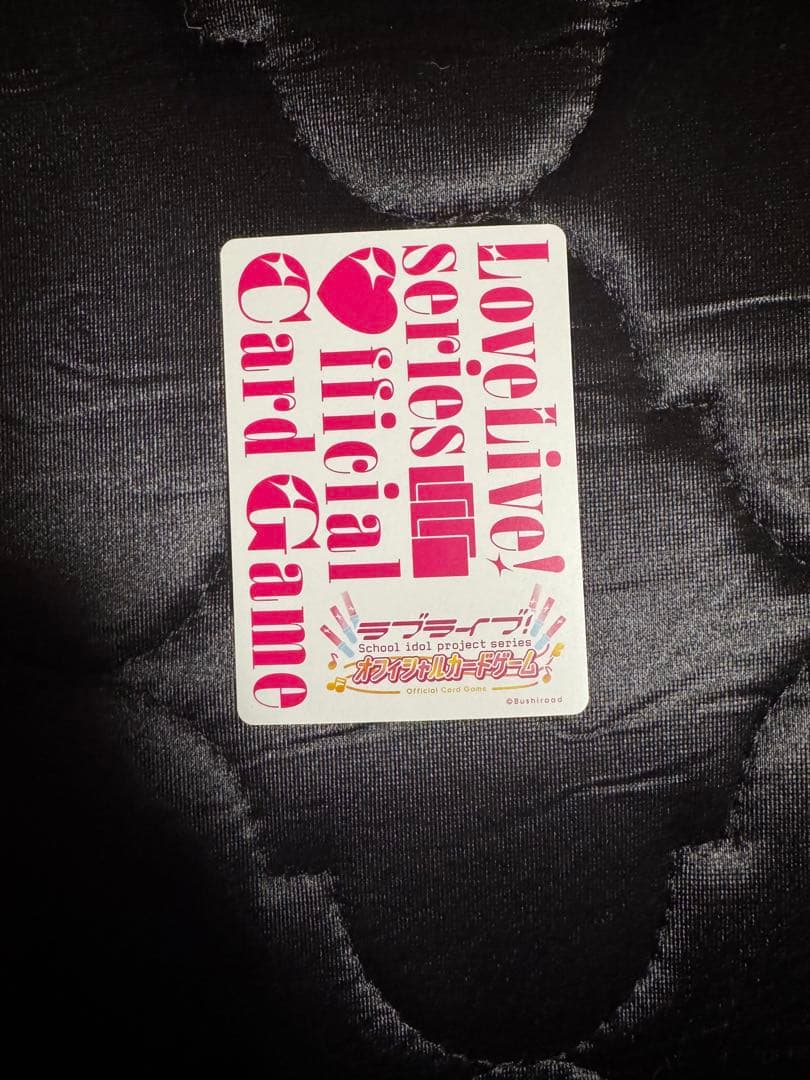 LoveLive!
series
Official
Card Game
ラブライブ!
School idol project series
オフィシャルカードゲーム
Official Card Game
©Bushiroad